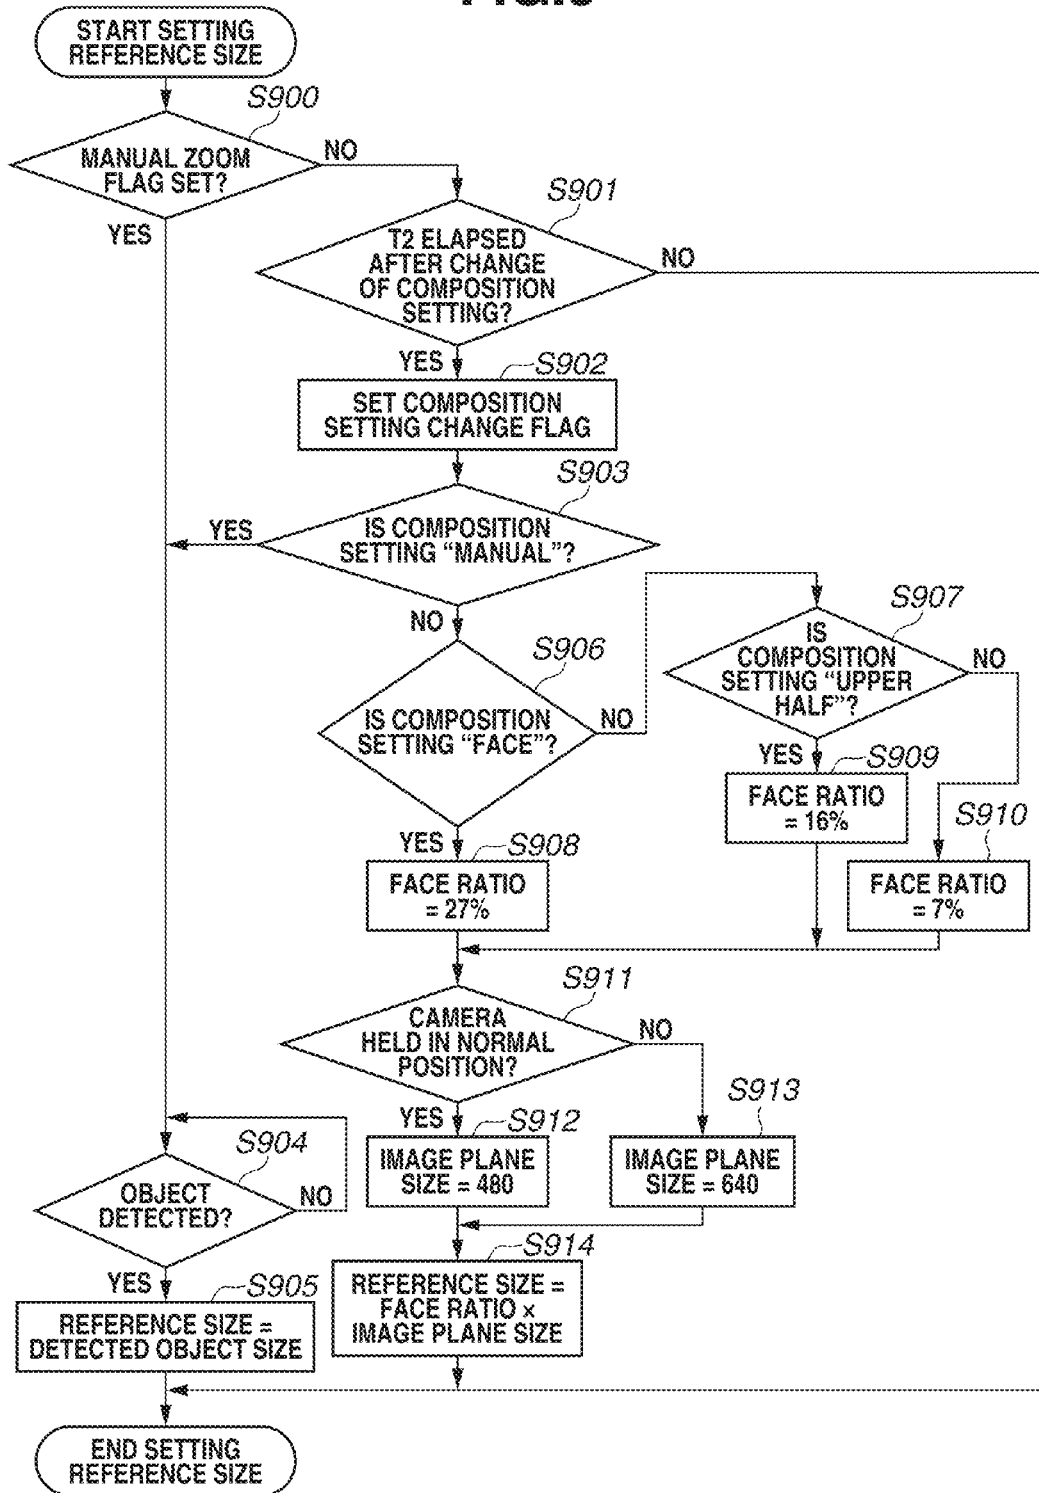 START SETTING
REFERENCE SIZE
S900
MANUAL ZOOM
FLAG SET?
NO
YES
S901
T2 ELAPSED
AFTER CHANGE
OF COMPOSITION
SETTING?
NO
YES
S902
SET COMPOSITION
SETTING CHANGE FLAG
S903
IS COMPOSITION
SETTING “MANUAL”?
YES
NO
S906
IS COMPOSITION
SETTING “FACE”?
NO
YES
S907
IS
COMPOSITION
SETTING “UPPER
HALF”?
NO
YES
S909
FACE RATIO
= 16%
S910
FACE RATIO
= 7%
S908
FACE RATIO
= 27%
S911
CAMERA
HELD IN NORMAL
POSITION?
NO
YES
S912
IMAGE PLANE
SIZE = 480
S913
IMAGE PLANE
SIZE = 640
S904
OBJECT
DETECTED?
NO
YES
S905
REFERENCE SIZE =
DETECTED OBJECT SIZE
S914
REFERENCE SIZE =
FACE RATIO ×
IMAGE PLANE SIZE
END SETTING
REFERENCE SIZE